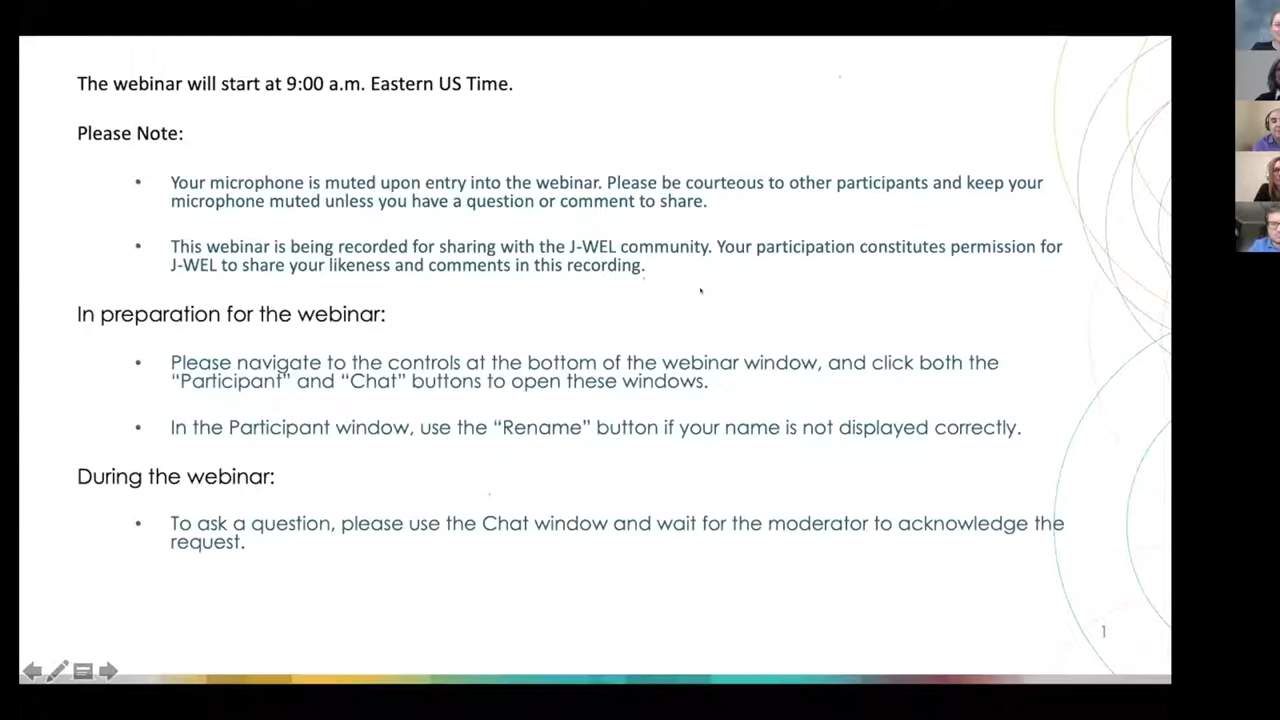 The webinar will start at 9:00 a.m. Eastern US Time.
Please Note:
• Your microphone is muted upon entry into the webinar. Please be courteous to other participants and keep your
microphone muted unless you have a question or comment to share.
• This webinar is being recorded for sharing with the J-WEL community. Your participation constitutes permission for
J-WEL to share your likeness and comments in this recording.
In preparation for the webinar:
• Please navigate to the controls at the bottom of the webinar window, and click both the
“Participant” and “Chat” buttons to open these windows.
• In the Participant window, use the “Rename” button if your name is not displayed correctly.
During the webinar:
• To ask a question, please use the Chat window and wait for the moderator to acknowledge the
request.
1